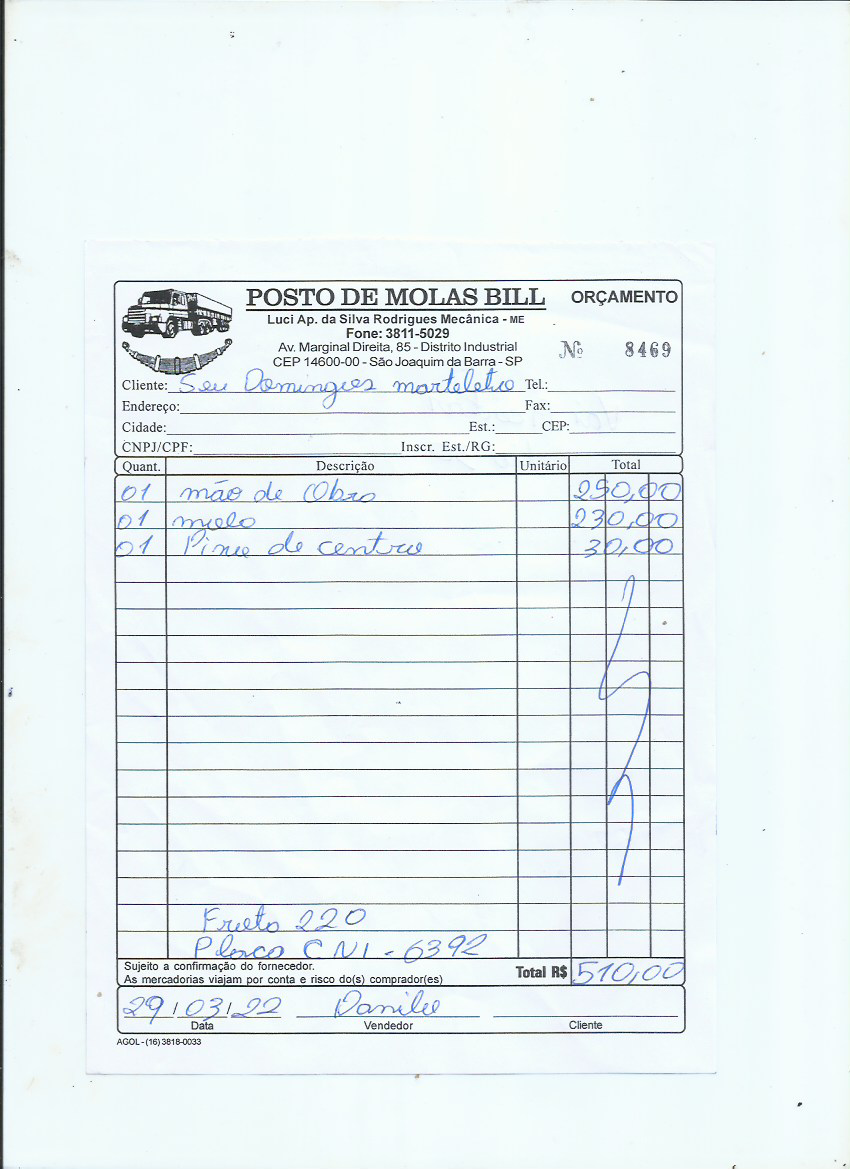 POSTO DE MOLAS BILL ORÇAMENTO
Luci Ap. da Silva Rodrigues Mecânica - ME
Fone: 3811-5029
Av. Marginal Direita, 85 - Distrito Industrial
CEP 14600-00 - São Joaquim da Barra - SP
Nº 8469
Cliente: Seu Domingues marteleto Tel.:
Endereço: Fax:
Cidade: Est.: CEP:
CNPJ/CPF: Inscr. Est./RG:
Quant. Descrição Unitário Total
01 mão de Obra 250,00
01 molo 230,00
01 Pino de centro 30,00
220
Placa CNI - 6392
Sujeito a confirmação do fornecedor.
As mercadorias viajam por conta e risco do(s) comprador(es)
Total R$ 510,00
29/03/22 Danilo
Data Vendedor Cliente
AGOL - (16) 3818-0033